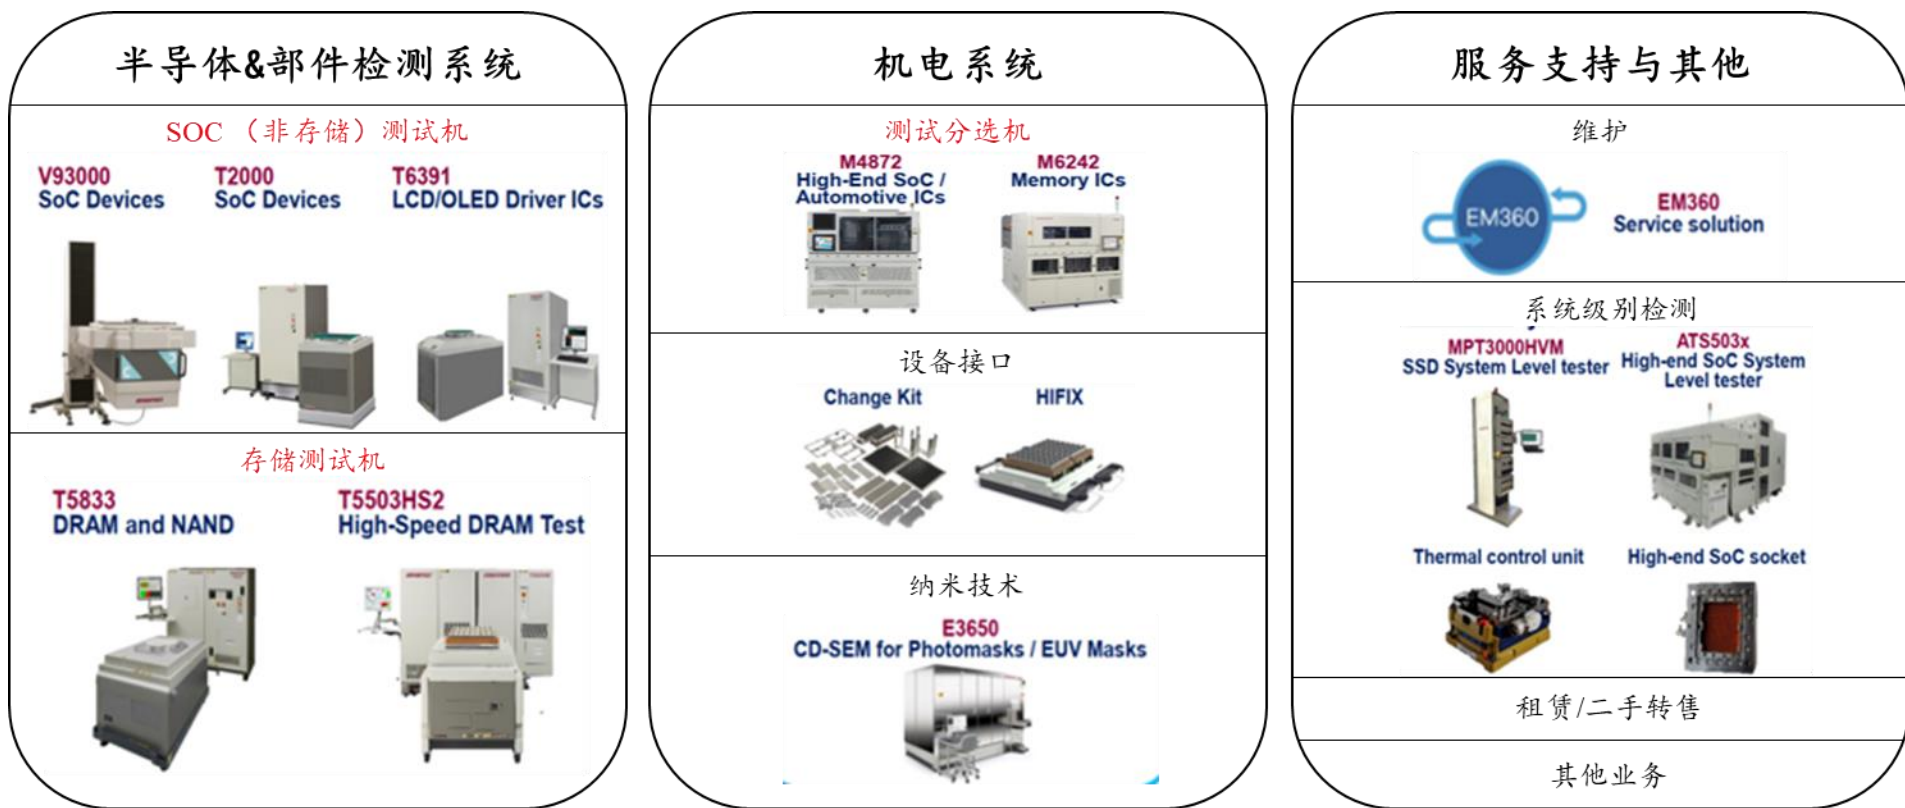 半导体&部件检测系统
SOC （非存储）测试机
V93000
SoC Devices
T2000
SoC Devices
T6391
LCD/OLED Driver ICs
存储测试机
T5833
DRAM and NAND
T5503HS2
High-Speed DRAM Test
机电系统
测试分选机
M4872
High-End SoC /
Automotive ICs
M6242
Memory ICs
设备接口
Change Kit
HIFIX
纳米技术
E3650
CD-SEM for Photomasks / EUV Masks
服务支持与其他
维护
EM360
EM360
Service solution
系统级别检测
MPT3000HVM
SSD System Level tester
ATS503x
High-end SoC System
Level tester
Thermal control unit
High-end SoC socket
租赁/二手转售
其他业务